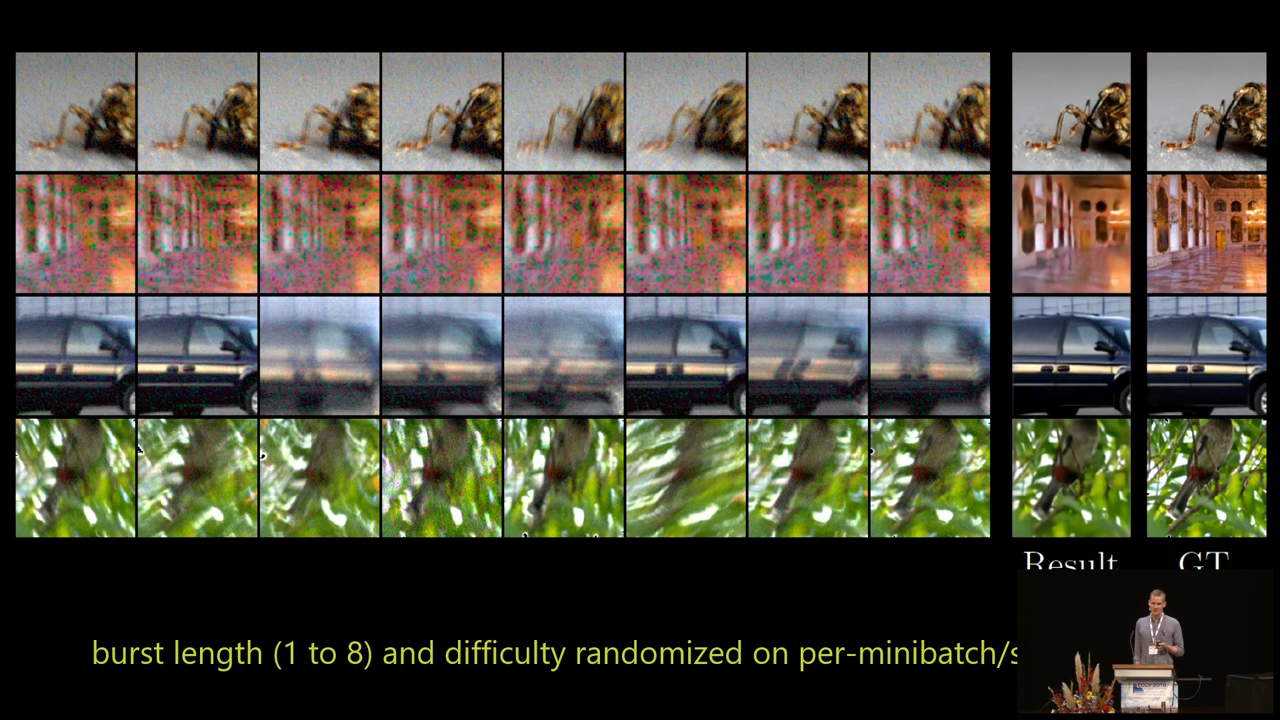 Result GT
burst length (1 to 8) and difficulty randomized on per-minibatch/s